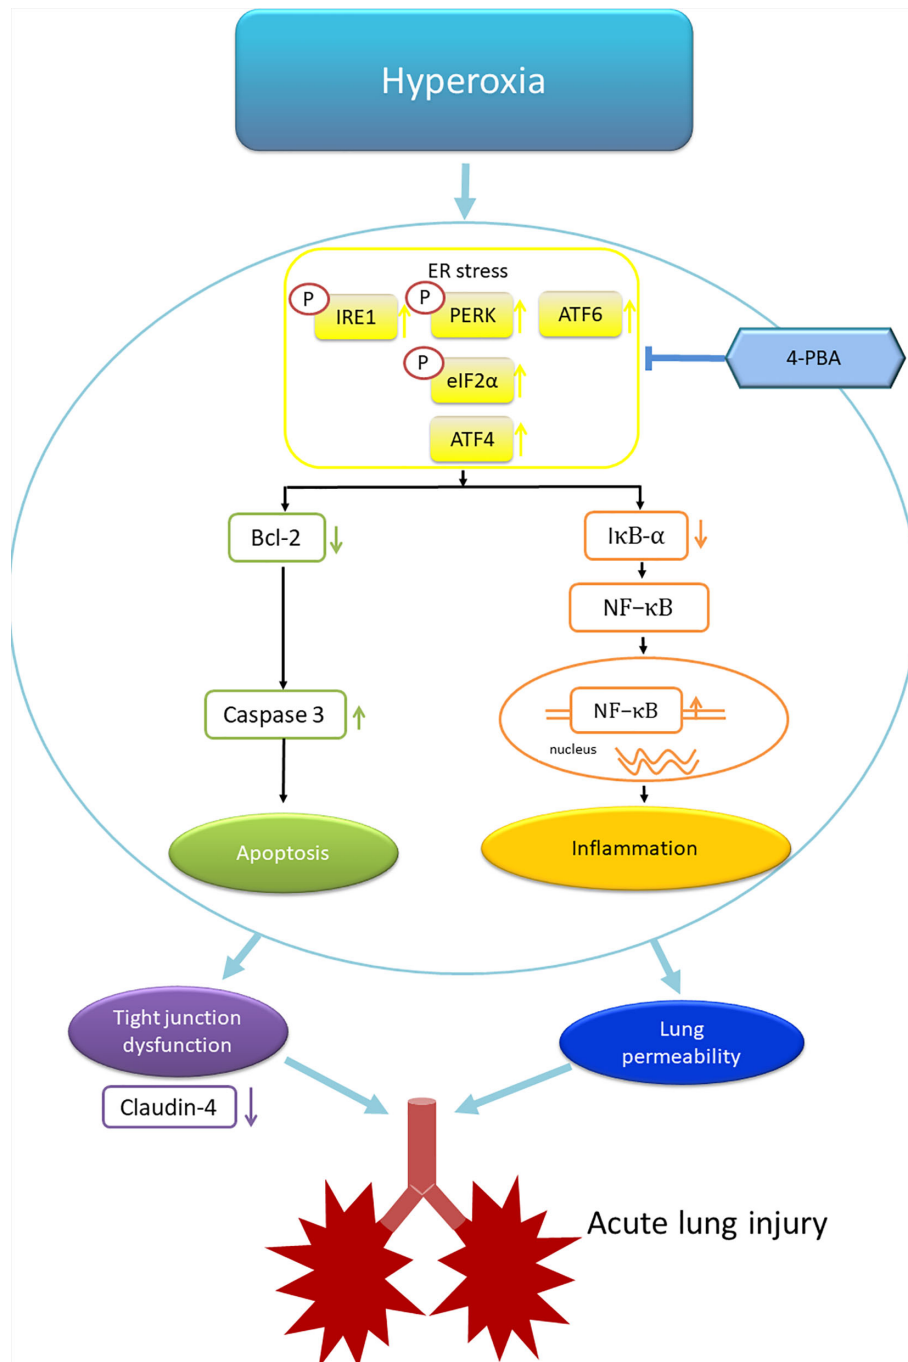 Hyperoxia
ER stress
P
IRE1
P
PERK
ATF6
P
eIF2α
ATF4
4-PBA
Bcl-2
IκB-α
NF−κB
Caspase 3
NF−κB
nucleus
Apoptosis
Inflammation
Tight junction
dysfunction
Lung
permeability
Claudin-4
Acute lung injury